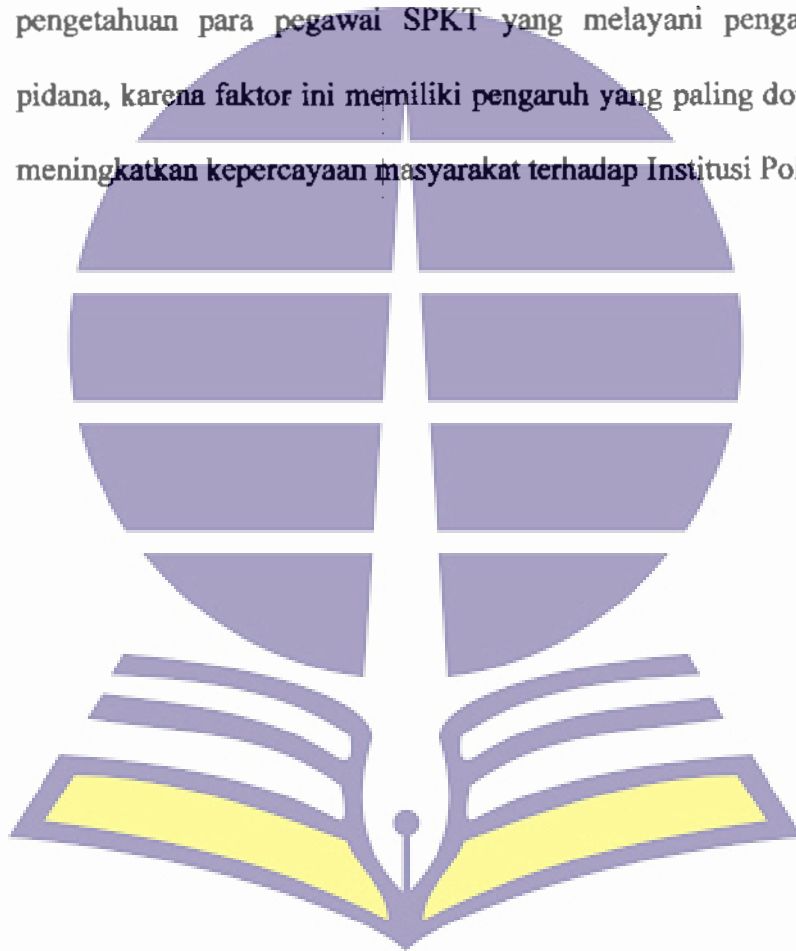 pengetahuan para pegawai SPKT yang melayani penga
pidana, karena faktor ini memiliki pengaruh yang paling do
meningkatkan kepercayaan masyarakat terhadap Institusi Po